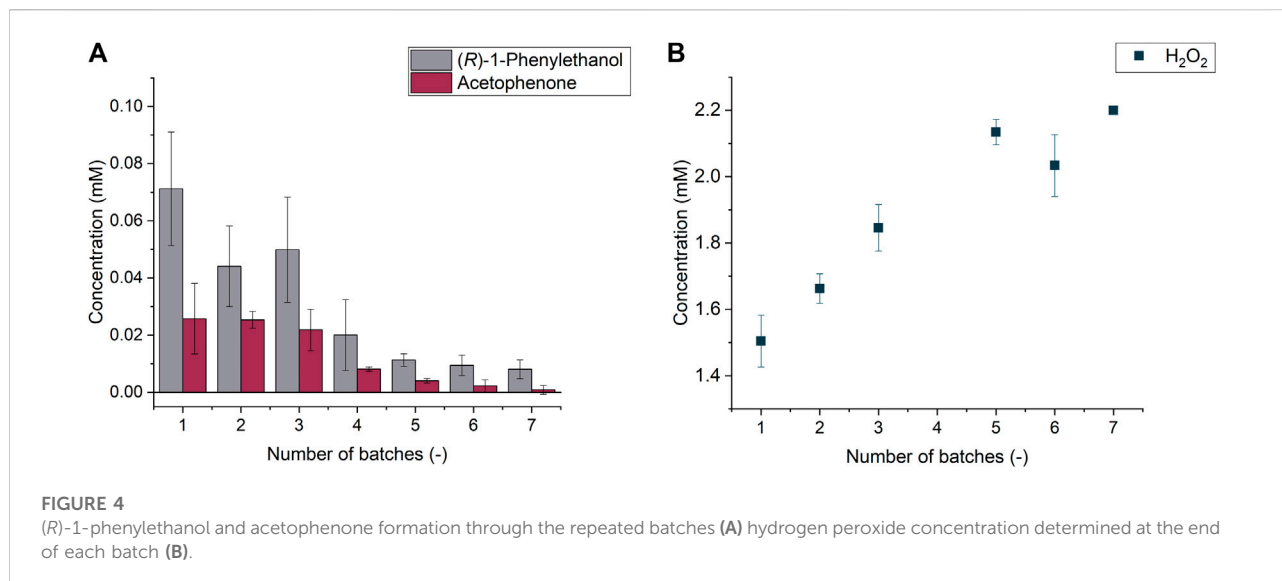 A
(R)-1-Phenylethanol
Acetophenone
0.10
0.08
0.06
0.04
0.02
0.00
Concentration (mM)
1 2 3 4 5 6 7
Number of batches (-)
B
H₂O₂
2.2
2.0
1.8
1.6
1.4
Concentration (mM)
1 2 3 4 5 6 7
Number of batches (-)
FIGURE 4
(R)-1-phenylethanol and acetophenone formation through the repeated batches (A) hydrogen peroxide concentration determined at the end
of each batch (B).